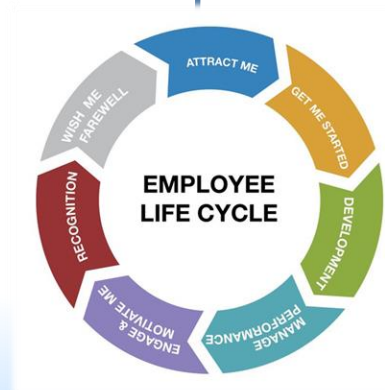 ATTRACT ME
GET ME STARTED
DEVELOPMENT
MANAGE
PERFORMANCE
ENGAGE &
MOTIVATE ME
RECOGNITION
WISH ME
FAREWELL
EMPLOYEE
LIFE CYCLE